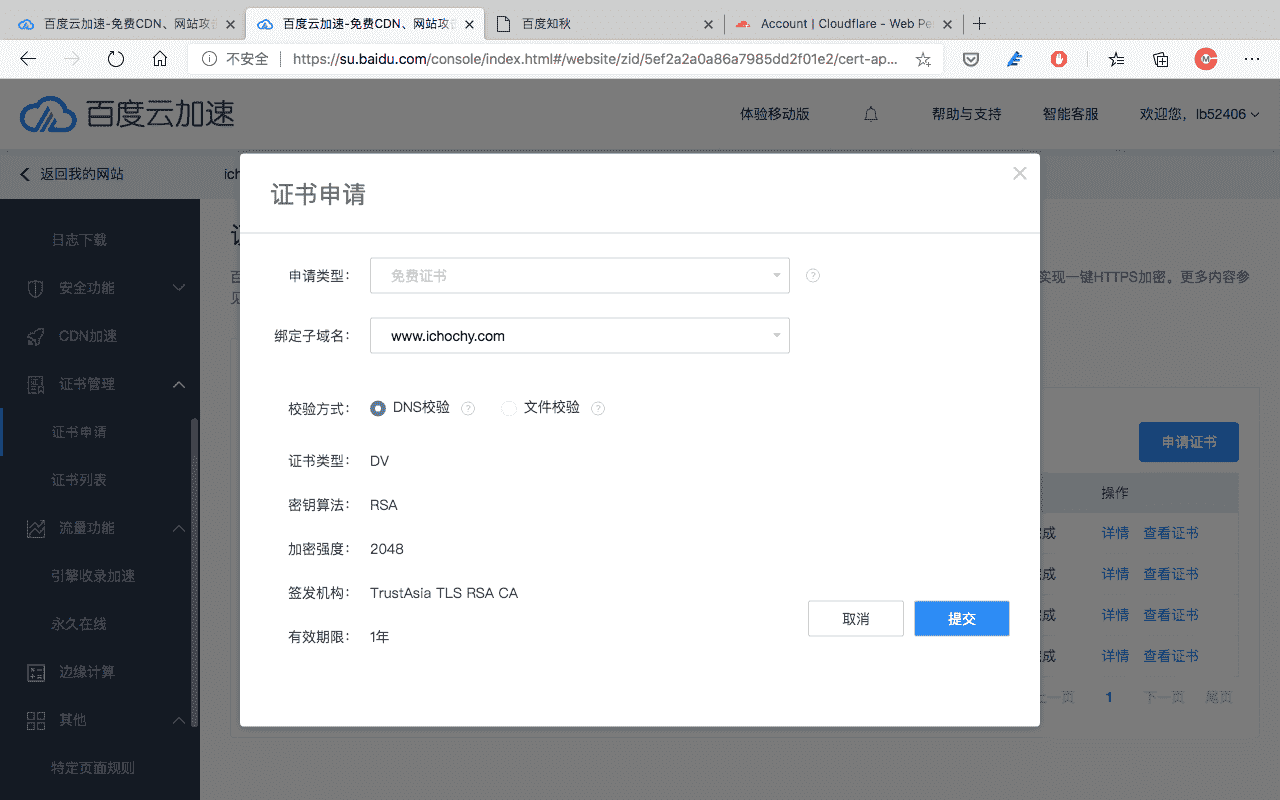 百度云加速-免费CDN、网站攻
百度云加速-免费CDN、网站攻
百度知秋
Account | Cloudflare - Web Pe
不安全
https://su.baidu.com/console/index.html#/website/zid/5ef2a2a0a86a7985dd2f01e2/cert-ap...
百度云加速
体验移动版
帮助与支持
智能客服
欢迎您，lb52406
返回我的网站
ich
日志下载
安全功能
CDN加速
证书管理
证书申请
证书列表
流量功能
引擎收录加速
永久在线
边缘计算
其他
特定页面规则
证书申请
申请类型：
免费证书
绑定子域名：
www.ichochy.com
校验方式：
DNS校验
文件校验
证书类型：
DV
密钥算法：
RSA
加密强度：
2048
签发机构：
TrustAsia TLS RSA CA
有效期限：
1年
取消
提交
实现一键HTTPS加密。更多内容参
申请证书
操作
成
详情
查看证书
成
详情
查看证书
成
详情
查看证书
成
详情
查看证书
上一页
1
下一页
尾页